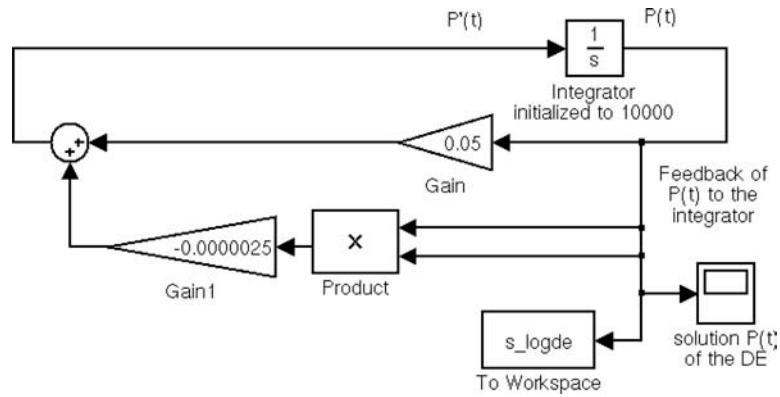 P'(t)
P(t)
1
s
Integrator
initialized to 10000
0.05
Gain
Feedback of
P(t) to the
integrator
-0.0000025
Gain1
×
Product
s_logde
To Workspace
solution P(t)
of the DE
+
+